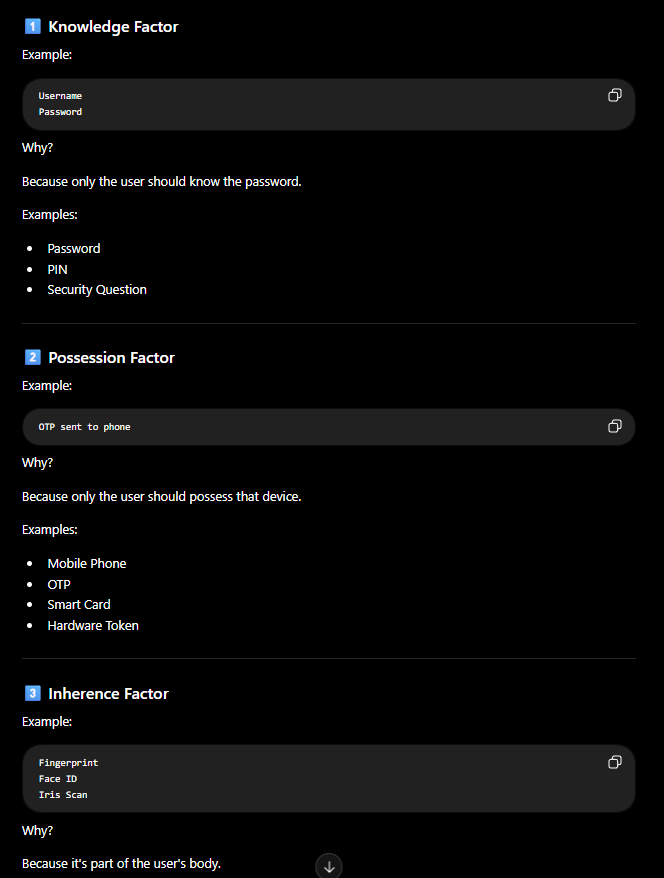 1 Knowledge Factor
Example:
Username
Password
Why?
Because only the user should know the password.
Examples:
• Password
• PIN
• Security Question
2 Possession Factor
Example:
OTP sent to phone
Why?
Because only the user should possess that device.
Examples:
• Mobile Phone
• OTP
• Smart Card
• Hardware Token
3 Inherence Factor
Example:
Fingerprint
Face ID
Iris Scan
Why?
Because it's part of the user's body.